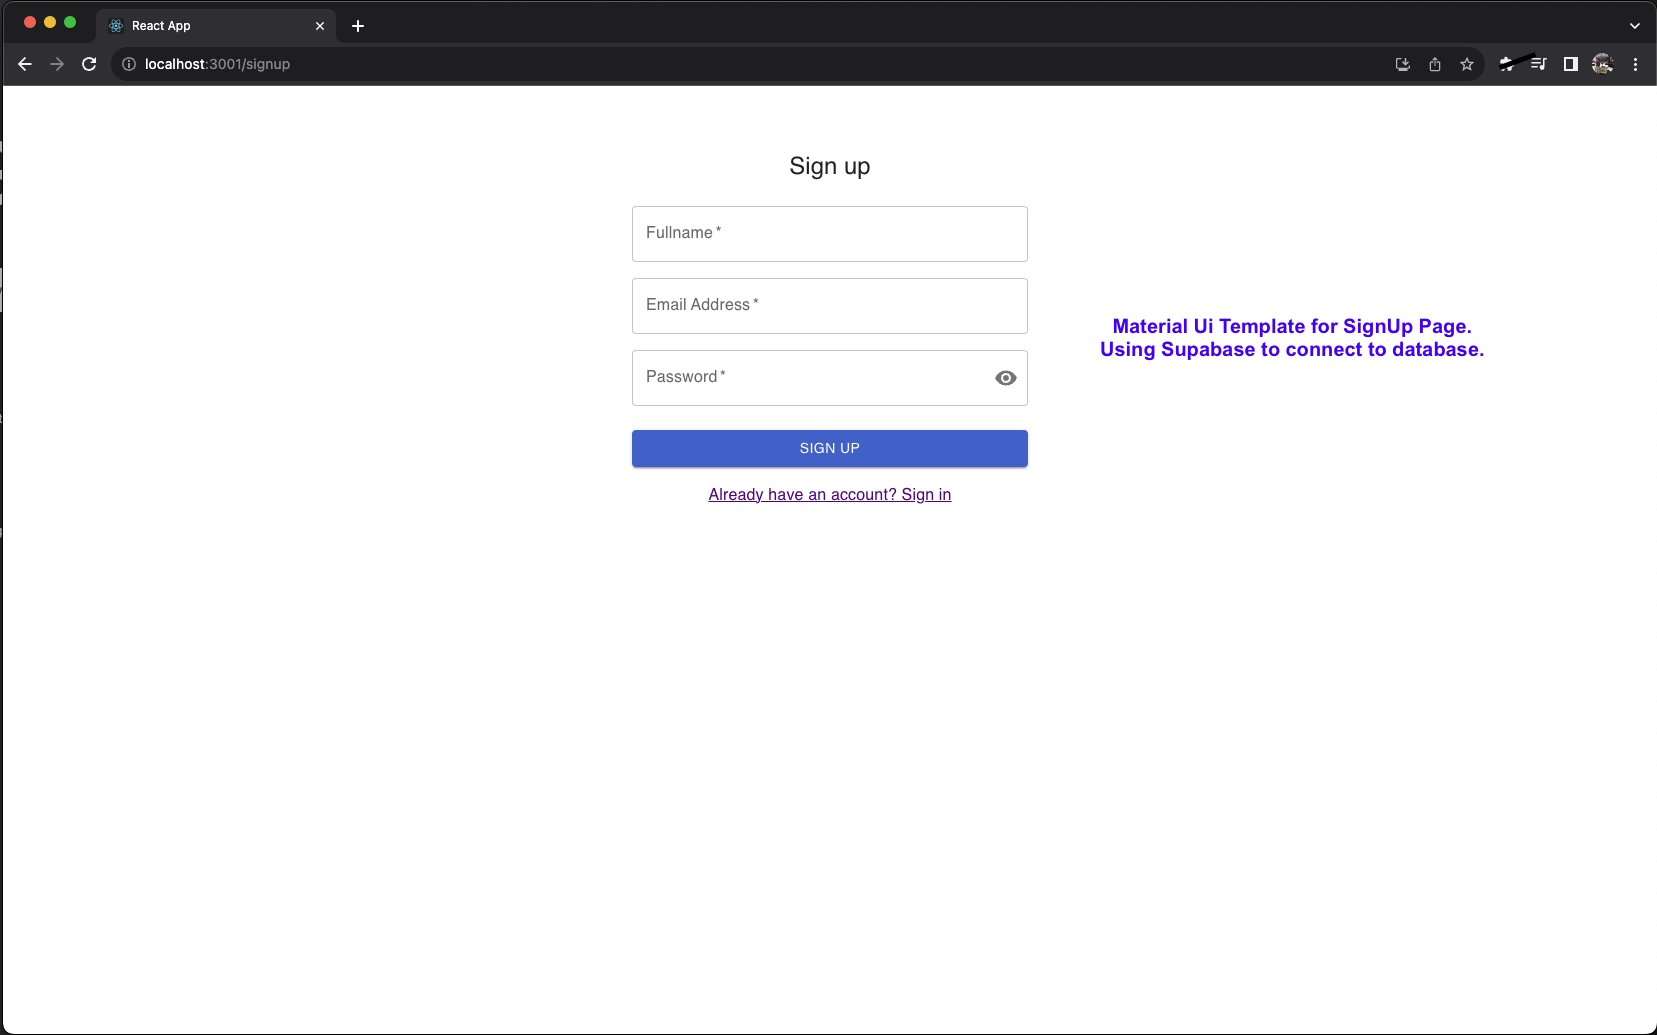 React App
localhost:3001/signup
Sign up
Fullname *
Email Address *
Material Ui Template for SignUp Page.
Using Supabase to connect to database.
Password *
SIGN UP
Already have an account? Sign in